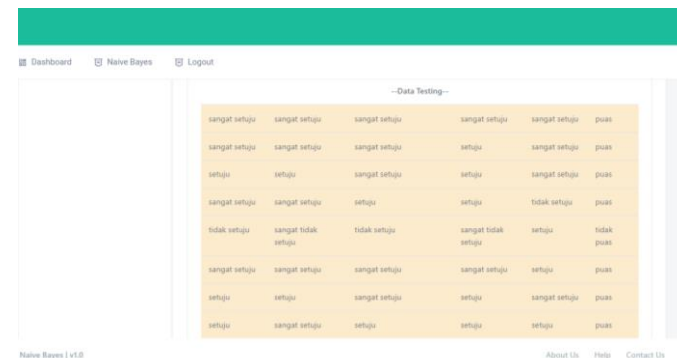 Dashboard Naive Bayes Logout
--Data Testing--
sangat setuju sangat setuju sangat setuju sangat setuju sangat setuju puas
sangat setuju sangat setuju sangat setuju setuju sangat setuju puas
setuju setuju sangat setuju setuju sangat setuju puas
sangat setuju sangat setuju setuju setuju tidak setuju puas
tidak setuju sangat tidak tidak setuju sangat tidak setuju tidak
setuju setuju puas
sangat setuju sangat setuju sangat setuju sangat setuju setuju puas
setuju setuju sangat setuju setuju sangat setuju puas
setuju sangat setuju setuju setuju setuju puas
Naive Bayes | v1.0 About Us Help Contact Us